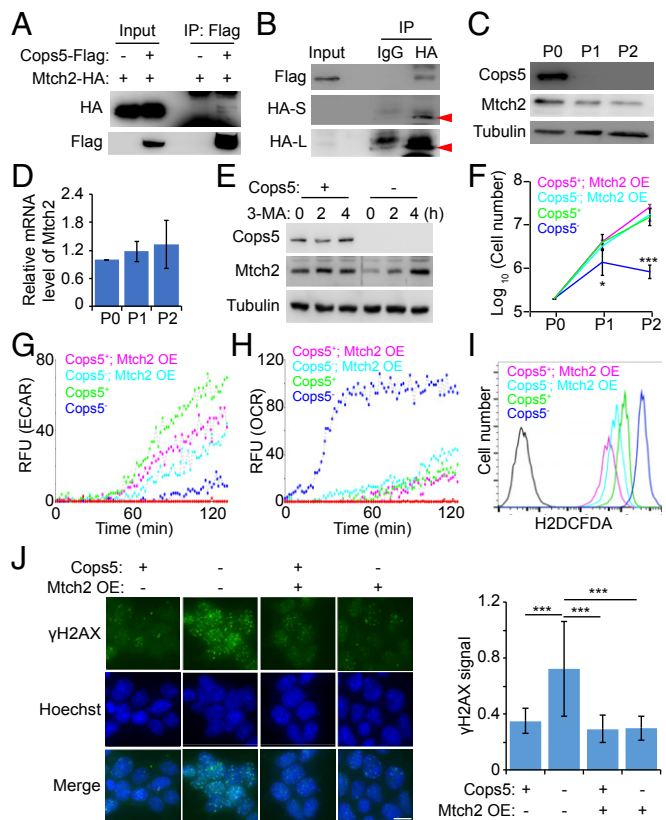 A
Input
IP: Flag
Cops5-Flag: - + - +
Mtch2-HA: + + + +
HA
Flag
B
IP
Input IgG HA
Flag
HA-S
HA-L
C
P0 P1 P2
Cops5
Mtch2
Tubulin
D
Relative mRNA
level of Mtch2
2.4
1.8
1.2
0.6
0
P0 P1 P2
E
Cops5: + -
3-MA: 0 2 4 0 2 4 (h)
Cops5
Mtch2
Tubulin
F
Cops5⁺; Mtch2 OE
Cops5⁻; Mtch2 OE
Cops5⁺
Cops5⁻
Log ₁₀ (Cell number)
8
7
6
5
***
*
P0 P1 P2
G
Cops5⁺; Mtch2 OE
Cops5⁻; Mtch2 OE
Cops5⁺
Cops5⁻
RFU (ECAR)
80
40
0
0 60 120
Time (min)
H
Cops5⁺; Mtch2 OE
Cops5⁻; Mtch2 OE
Cops5⁺
Cops5⁻
RFU (OCR)
120
80
40
0
0 60 120
Time (min)
I
Cops5⁺; Mtch2 OE
Cops5⁻; Mtch2 OE
Cops5⁺
Cops5⁻
Cell number
H2DCFDA
J
Cops5: + - + -
Mtch2 OE: - - + +
γH2AX
Hoechst
Merge
γH2AX signal
1.2
0.8
0.4
0
***
*** ***
Cops5: + - + -
Mtch2 OE: - - + +